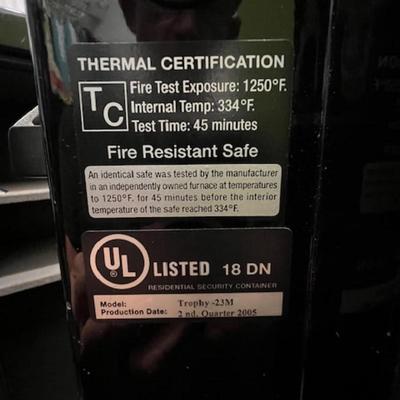 THERMAL CERTIFICATION
TC
Fire Test Exposure: 1250°F.
Internal Temp: 334°F.
Test Time: 45 minutes
Fire Resistant Safe
An identical safe was tested by the manufacturer
in an independently owned furnace at temperatures
to 1250°F. for 45 minutes before the interior
temperature of the safe reached 334°F.
UL ® LISTED 18 DN
RESIDENTIAL SECURITY CONTAINER
Model: Trophy -23M
Production Date: 2 nd. Quarter 2005